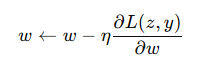 w ← w − η ∂L(z, y) / ∂w